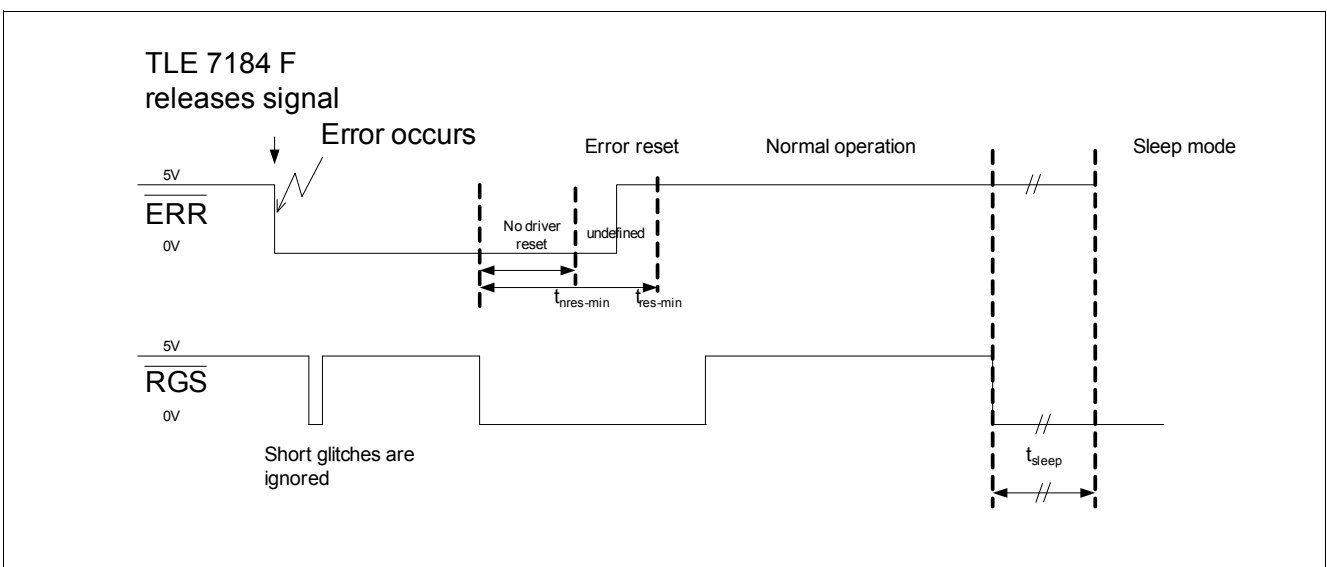 TLE 7184 F
releases signal
Error occurs
Error reset
Normal operation
Sleep mode
5V
ERR
0V
No driver
reset
undefined
tnres-min
tres-min
5V
RGS
0V
Short glitches are
ignored
tsleep